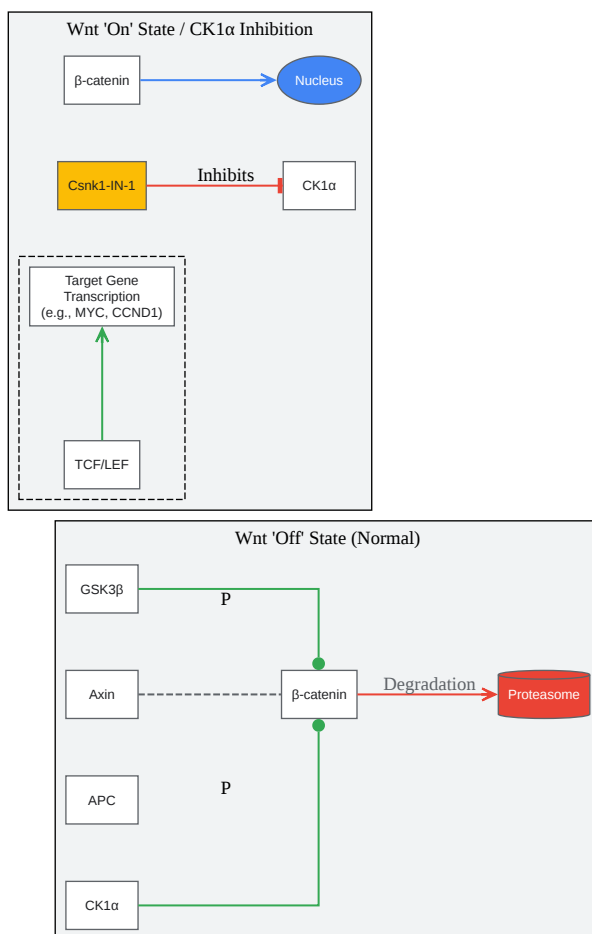 Wnt 'On' State / CK1α Inhibition
β-catenin
Nucleus
Csnk1-IN-1
Inhibits
CK1α
Target Gene
Transcription
(e.g., MYC, CCND1)
TCF/LEF
Wnt 'Off' State (Normal)
GSK3β
P
Axin
β-catenin
Degradation
Proteasome
APC
P
CK1α